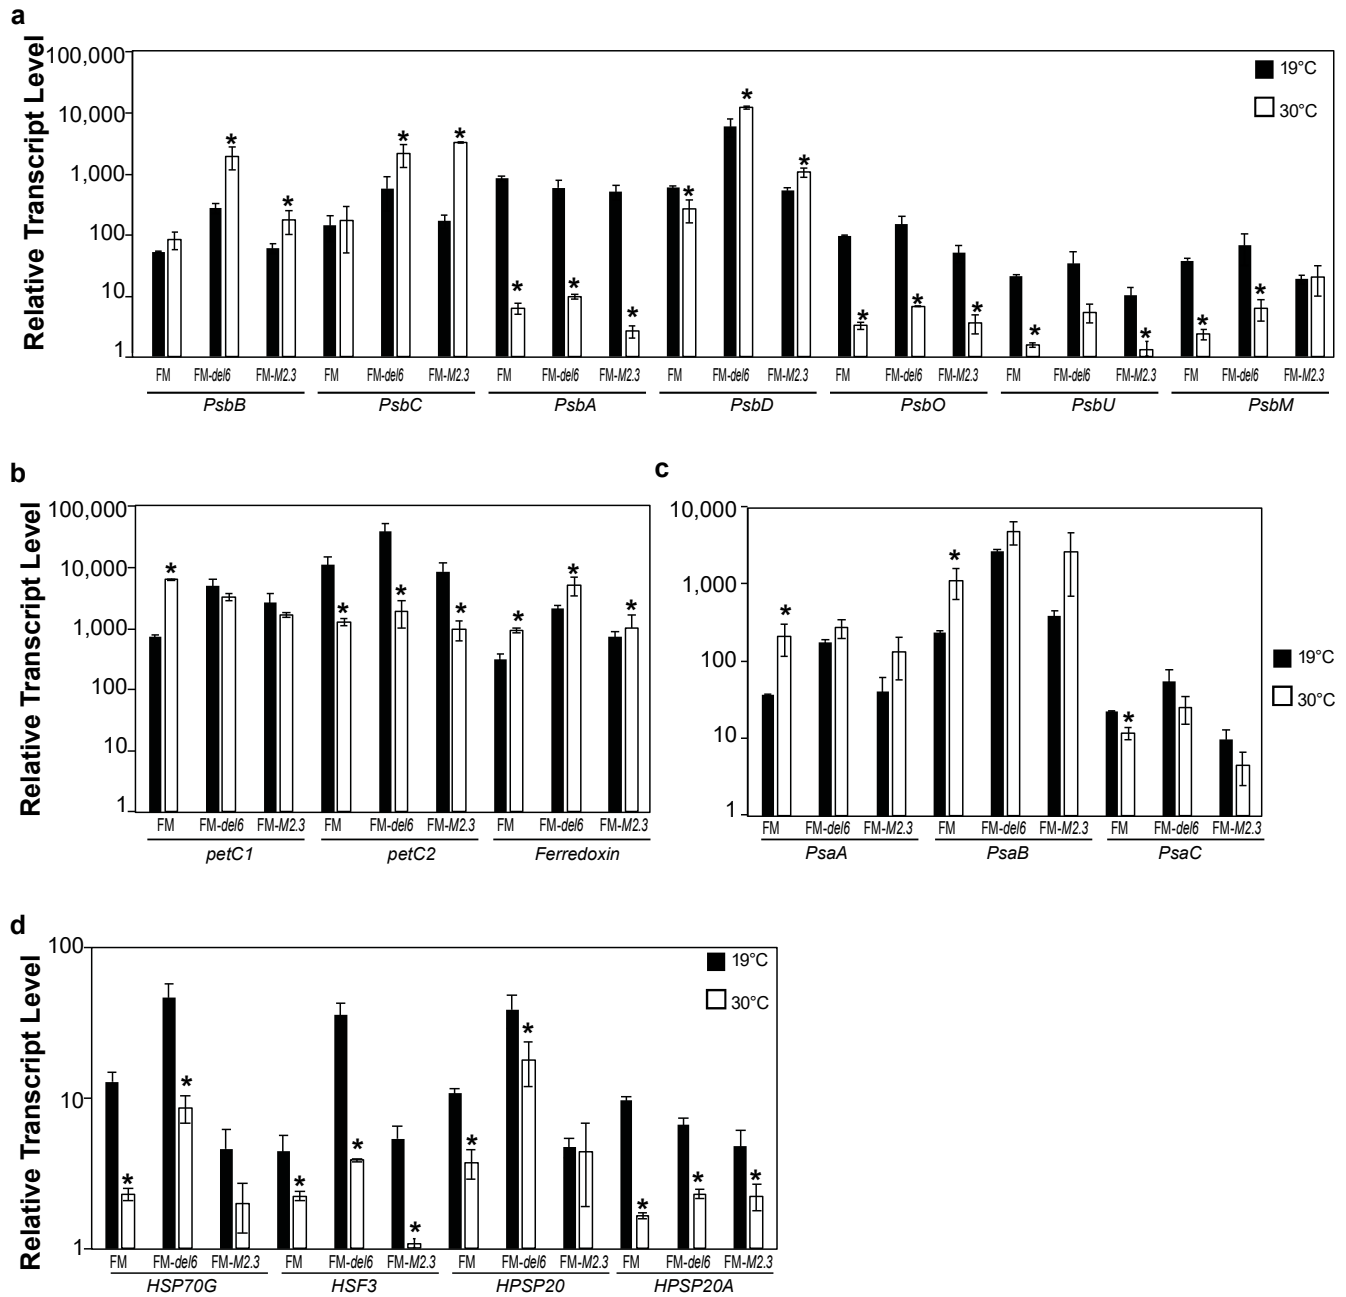 a
Relative Transcript Level
100,000
10,000
1,000
100
10
1
19°C
30°C
* * * * * * * * * * * * * * * *
FM FM-del6 FM-M2.3 FM FM-del6 FM-M2.3 FM FM-del6 FM-M2.3 FM FM-del6 FM-M2.3 FM FM-del6 FM-M2.3 FM FM-del6 FM-M2.3 FM FM-del6 FM-M2.3
PsbB PsbC PsbA PsbD PsbO PsbU PsbM
b
Relative Transcript Level
100,000
10,000
1,000
100
10
1
* * * * * * *
FM FM-del6 FM-M2.3 FM FM-del6 FM-M2.3 FM FM-del6 FM-M2.3
petC1 petC2 Ferredoxin
c
10,000
1,000
100
10
1
19°C
30°C
* * *
FM FM-del6 FM-M2.3 FM FM-del6 FM-M2.3 FM FM-del6 FM-M2.3
PsaA PsaB PsaC
d
Relative Transcript Level
100
10
1
19°C
30°C
* * * * * * * * * *
FM FM-del6 FM-M2.3 FM FM-del6 FM-M2.3 FM FM-del6 FM-M2.3 FM FM-del6 FM-M2.3
HSP70G HSF3 HPSP20 HPSP20A